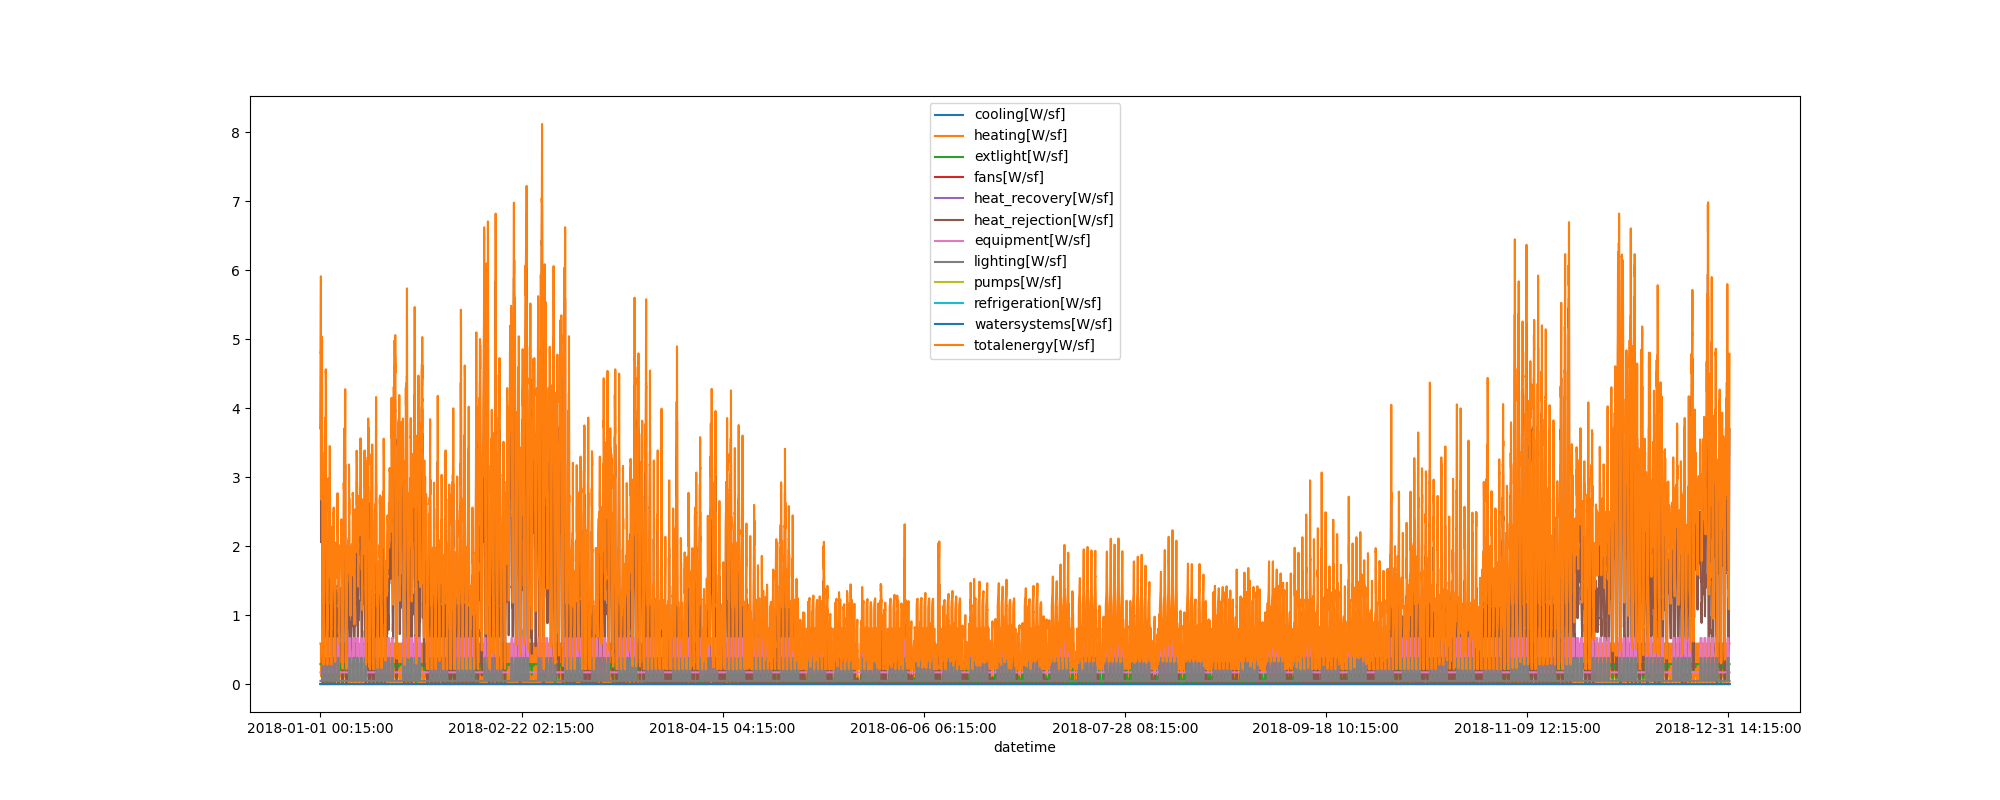 cooling[W/sf]
heating[W/sf]
extlight[W/sf]
fans[W/sf]
heat_recovery[W/sf]
heat_rejection[W/sf]
equipment[W/sf]
lighting[W/sf]
pumps[W/sf]
refrigeration[W/sf]
watersystems[W/sf]
totalenergy[W/sf]
8
7
6
5
4
3
2
1
0
2018-01-01 00:15:00 2018-02-22 02:15:00 2018-04-15 04:15:00 2018-06-06 06:15:00 2018-07-28 08:15:00 2018-09-18 10:15:00 2018-11-09 12:15:00 2018-12-31 14:15:00
datetime